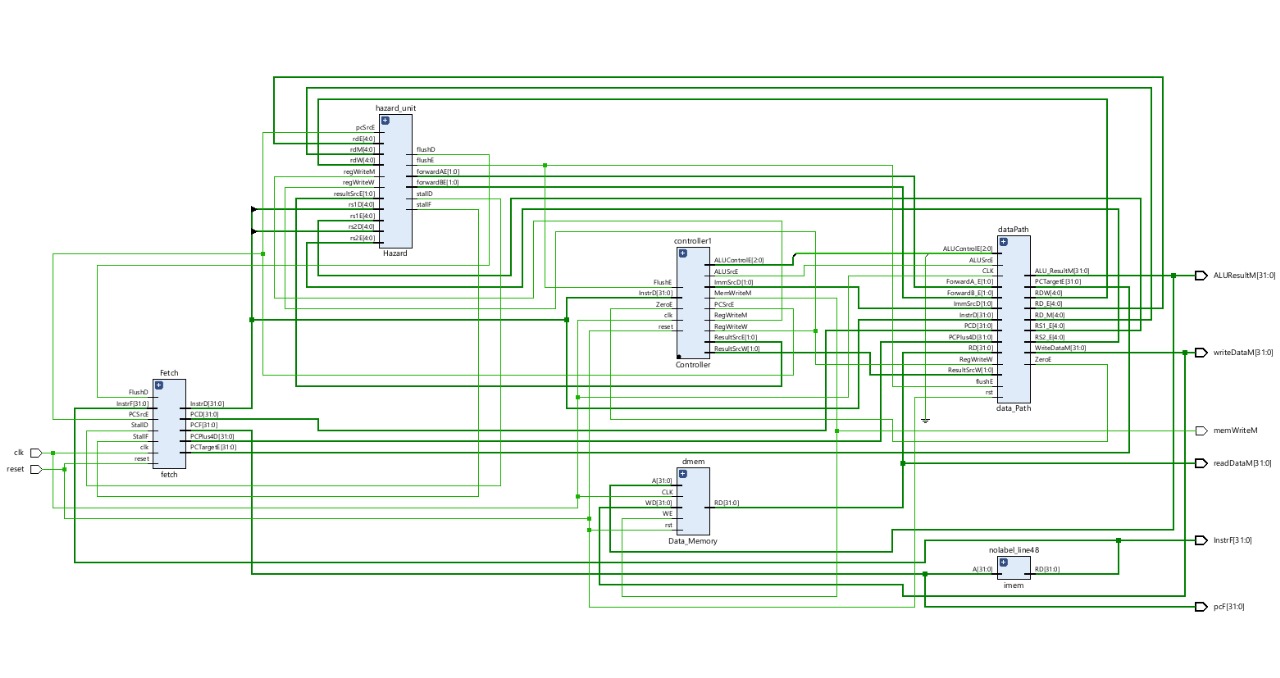 hazard_unit
pcSrcE
rdE[4:0]
rdM[4:0]
rdW[4:0]
regWriteM
regWriteW
resultSrcE[1:0]
rs1D[4:0]
rs1E[4:0]
rs2D[4:0]
rs2E[4:0]
flushD
flushE
forwardAE[1:0]
forwardBE[1:0]
stallD
stallF
Hazard
controller1
FlushE
InstrD[31:0]
ZeroE
clk
reset
ALUControlE[2:0]
ALUSrcE
ImmSrcD[1:0]
MemWriteM
PCSrcE
RegWriteM
RegWriteW
ResultSrcE[1:0]
ResultSrcW[1:0]
Controller
dataPath
ALUControlE[2:0]
ALUSrcE
CLK
ForwardA_E[1:0]
ForwardB_E[1:0]
ImmSrcD[1:0]
InstrD[31:0]
PCD[31:0]
PCPlus4D[31:0]
RD[31:0]
RegWriteW
ResultSrcW[1:0]
flushE
rst
ALU_ResultM[31:0]
PCTargetE[31:0]
RDW[4:0]
RD_E[4:0]
RD_M[4:0]
RS1_E[4:0]
RS2_E[4:0]
WriteDataM[31:0]
ZeroE
data_Path
ALUResultM[31:0]
writeDataM[31:0]
memWriteM
readDataM[31:0]
InstrF[31:0]
pcF[31:0]
Fetch
FlushD
InstrF[31:0]
PCSrcE
StallD
StallF
clk
reset
InstrD[31:0]
PCD[31:0]
PCF[31:0]
PCPlus4D[31:0]
PCTargetE[31:0]
fetch
clk
reset
dmem
A[31:0]
CLK
WD[31:0]
WE
rst
RD[31:0]
Data_Memory
nolabel_line48
A[31:0]
RD[31:0]
imem